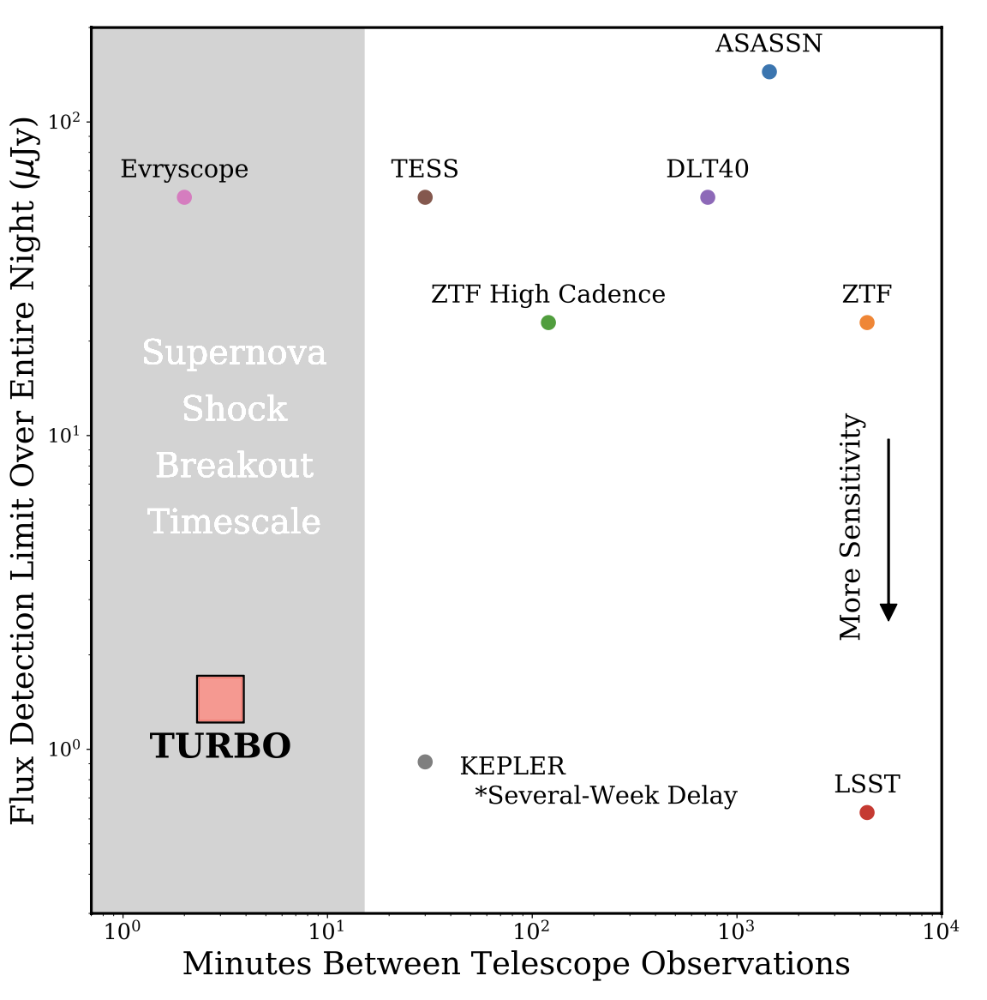 ASASSN
10²
Evryscope
TESS
DLT40
ZTF High Cadence
ZTF
Supernova
Shock
Breakout
Timescale
10¹
More Sensitivity
Flux Detection Limit Over Entire Night (μJy)
TURBO
10⁰
KEPLER
*Several-Week Delay
LSST
10⁰ 10¹ 10² 10³ 10⁴
Minutes Between Telescope Observations